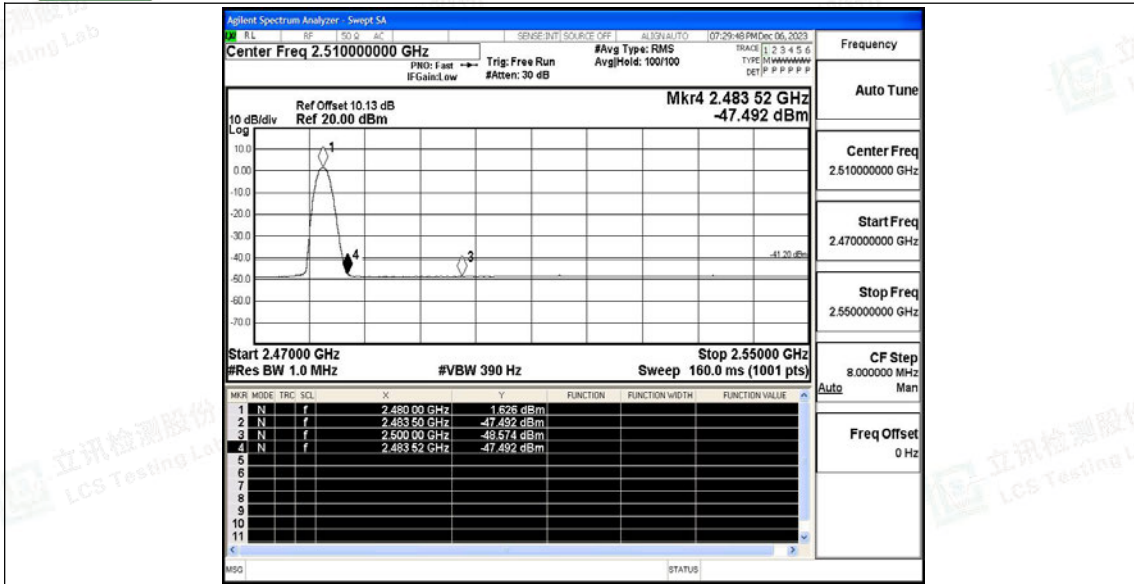 Agilent Spectrum Analyzer - Swept SA
RL RF 50 Ω AC SENSE:INT SOURCE OFF ALIGNAUTO 07:29:48 PM Dec 06, 2023
Center Freq 2.510000000 GHz #Avg Type: RMS TRACE 1 2 3 4 5 6
PNO: Fast Trig: Free Run Avg|Hold: 100/100 TYPE M WWWWW
IFGain:Low #Atten: 30 dB DET P P P P P P
Mkr4 2.483 52 GHz
-47.492 dBm
Ref Offset 10.13 dB
10 dB/div Ref 20.00 dBm
Log
10.0
0.00
-10.0
-20.0
-30.0
-40.0
-50.0
-60.0
-70.0
1
4
3
-41.20 dBm
Start 2.47000 GHz Stop 2.55000 GHz
#Res BW 1.0 MHz #VBW 390 Hz Sweep 160.0 ms (1001 pts)
MKR MODE TRC SCL X Y FUNCTION FUNCTION WIDTH FUNCTION VALUE
1 N f 2.480 00 GHz 1.626 dBm
2 N f 2.483 50 GHz -47.492 dBm
3 N f 2.500 00 GHz -48.574 dBm
4 N f 2.483 52 GHz -47.492 dBm
5
6
7
8
9
10
11
MSG STATUS
Frequency
Auto Tune
Center Freq
2.510000000 GHz
Start Freq
2.470000000 GHz
Stop Freq
2.550000000 GHz
CF Step
8.000000 MHz
Auto Man
Freq Offset
0 Hz
立讯检测股份
LCS Testing Lab
立讯检测股份
LCS Testing L